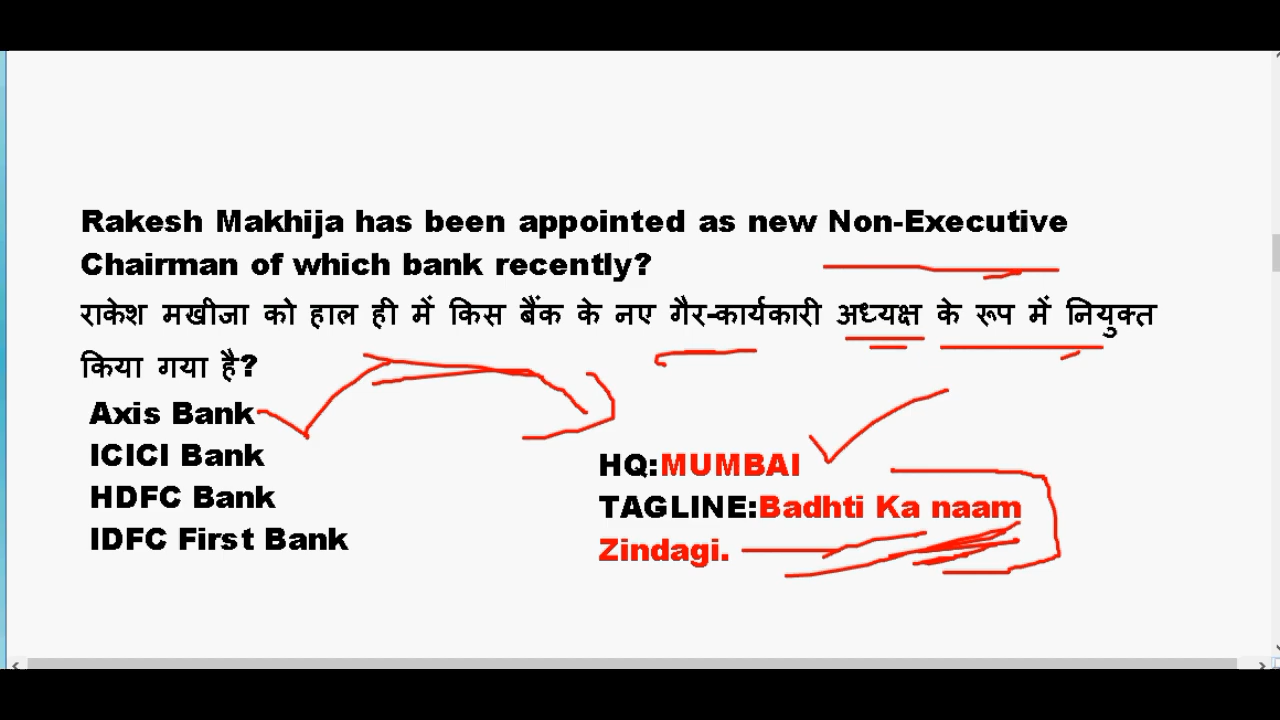 Rakesh Makhija has been appointed as new Non-Executive
Chairman of which bank recently?
राकेश मखीजा को हाल ही में किस बैंक के नए गैर-कार्यकारी अध्यक्ष के रूप में नियुक्त
किया गया है?
Axis Bank
ICICI Bank
HDFC Bank
IDFC First Bank
HQ:MUMBAI
TAGLINE:Badhti Ka naam
Zindagi.